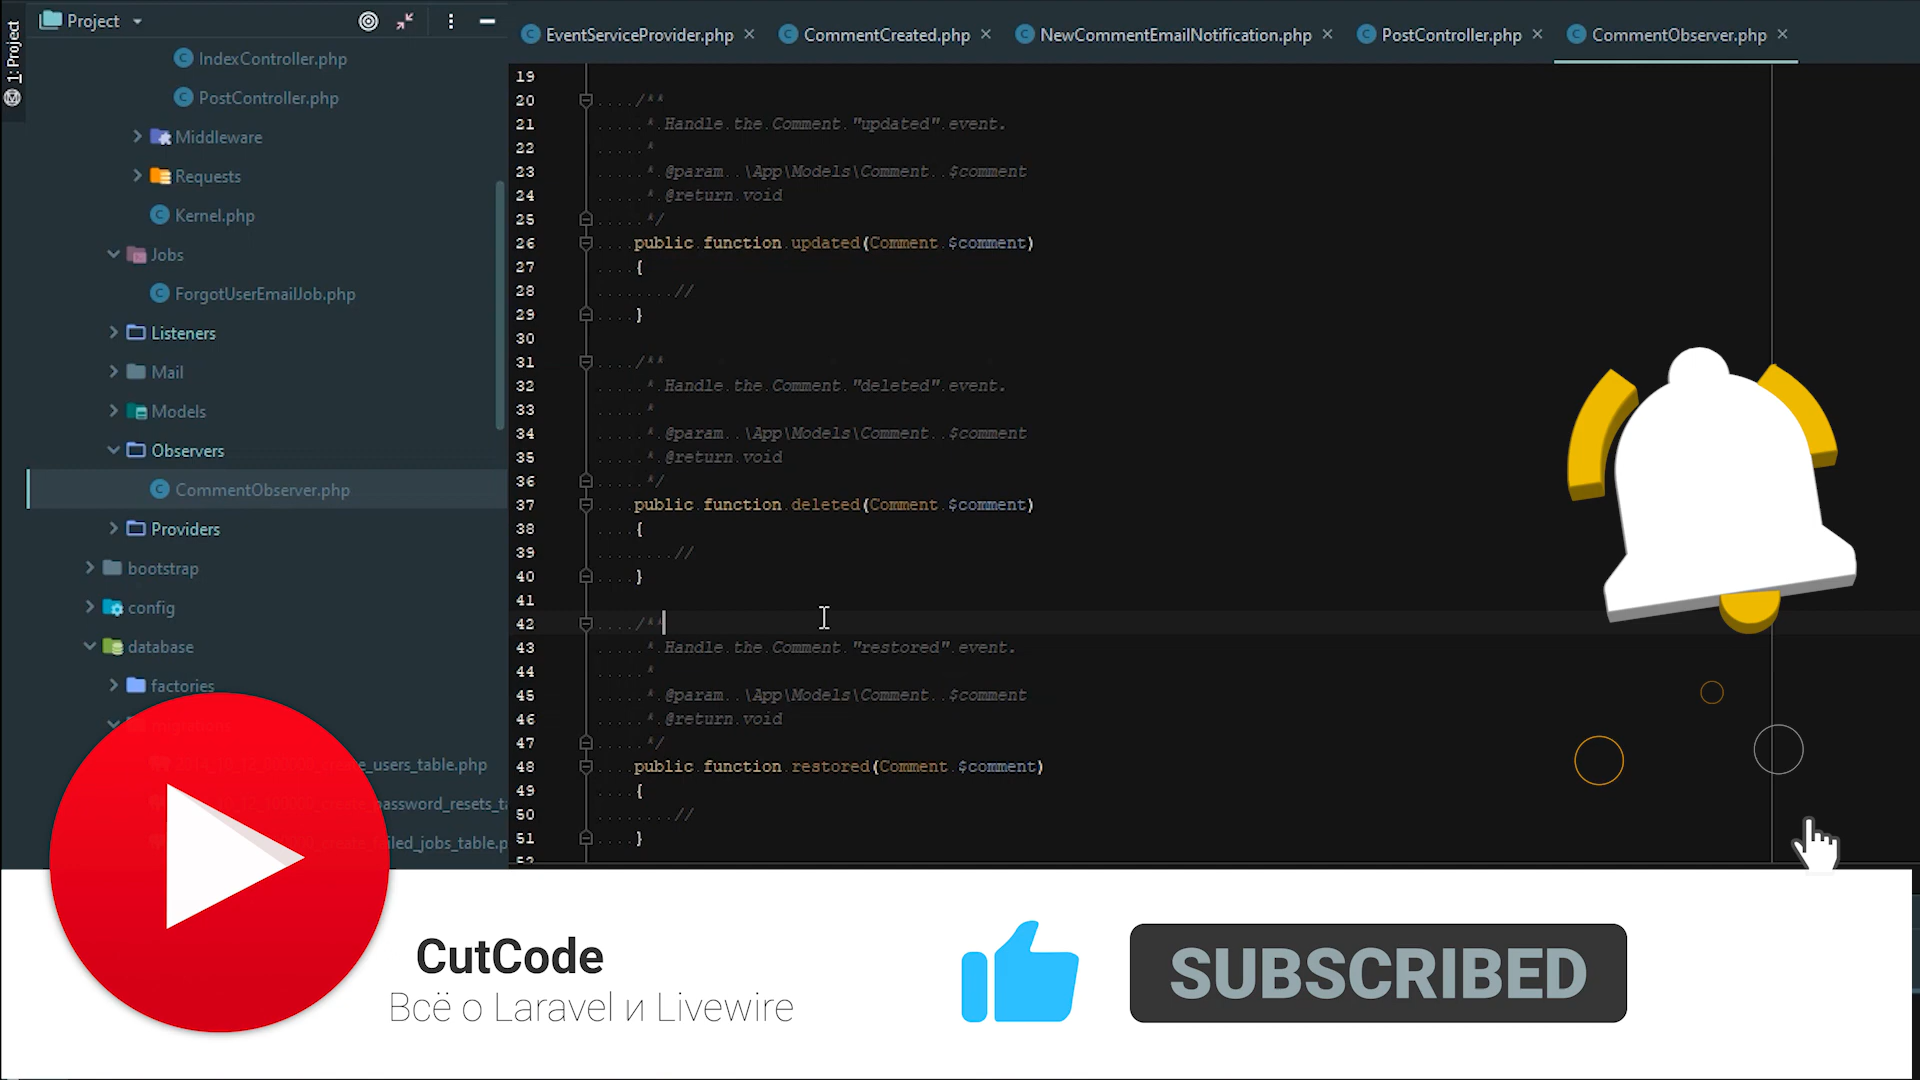 1: Project
Project
IndexController.php
PostController.php
Middleware
Requests
Kernel.php
Jobs
ForgotUserEmailJob.php
Listeners
Mail
Models
Observers
CommentObserver.php
Providers
bootstrap
config
database
factories
_users_table.php
password_resets_ta
_jobs_table.p
EventServiceProvider.php
CommentCreated.php
NewCommentEmailNotification.php
PostController.php
CommentObserver.php
19
20 /**
21 * Handle the Comment "updated" event.
22 *
23 * @param \App\Models\Comment $comment
24 * @return void
25 */
26 public function updated(Comment $comment)
27 {
28 //
29 }
30
31 /**
32 * Handle the Comment "deleted" event.
33 *
34 * @param \App\Models\Comment $comment
35 * @return void
36 */
37 public function deleted(Comment $comment)
38 {
39 //
40 }
41
42 /**
43 * Handle the Comment "restored" event.
44 *
45 * @param \App\Models\Comment $comment
46 * @return void
47 */
48 public function restored(Comment $comment)
49 {
50 //
51 }
52
CutCode
Всё о Laravel и Livewire
SUBSCRIBED